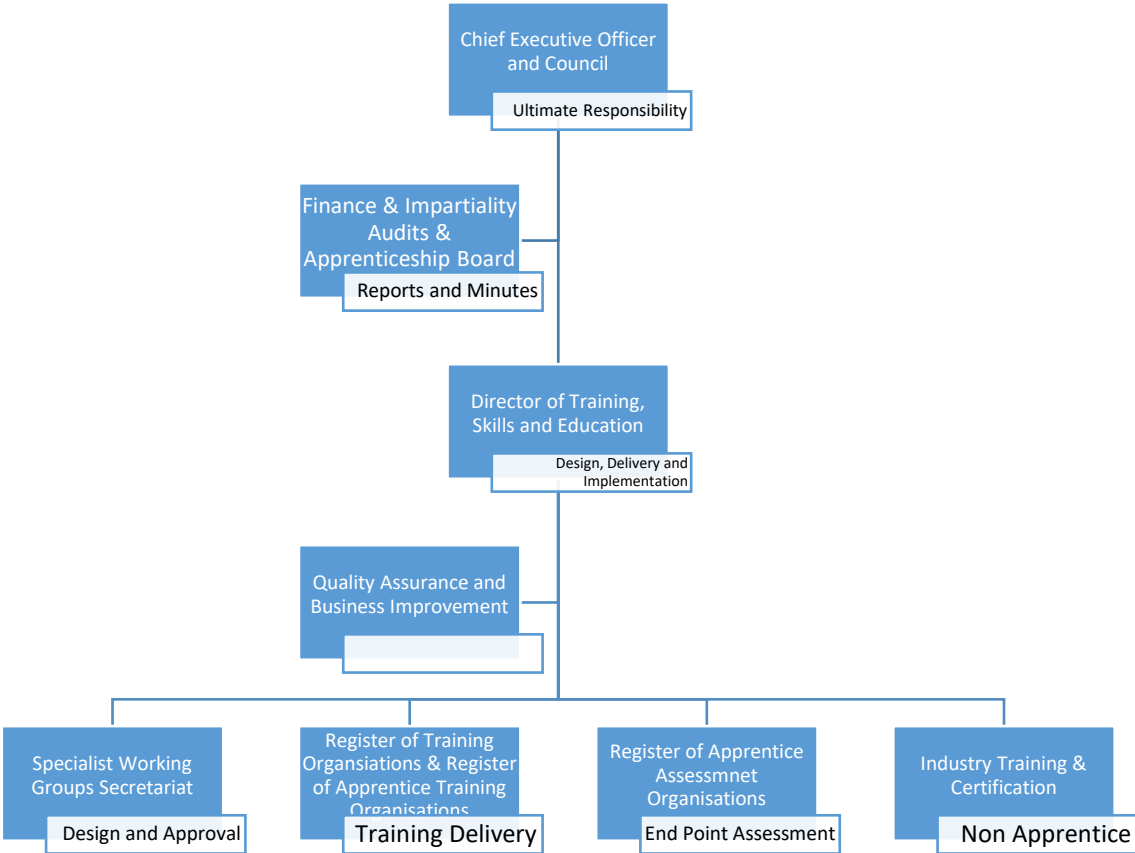 Chief Executive Officer
and Council
Ultimate Responsibility
Finance & Impartiality
Audits &
Apprenticeship Board
Reports and Minutes
Director of Training,
Skills and Education
Design, Delivery and
Implementation
Quality Assurance and
Business Improvement
Specialist Working
Groups Secretariat
Design and Approval
Register of Training
Organsiations & Register
of Apprentice Training
Organisations
Training Delivery
Register of Apprentice
Assessmnet
Organisations
End Point Assessment
Industry Training &
Certification
Non Apprentice